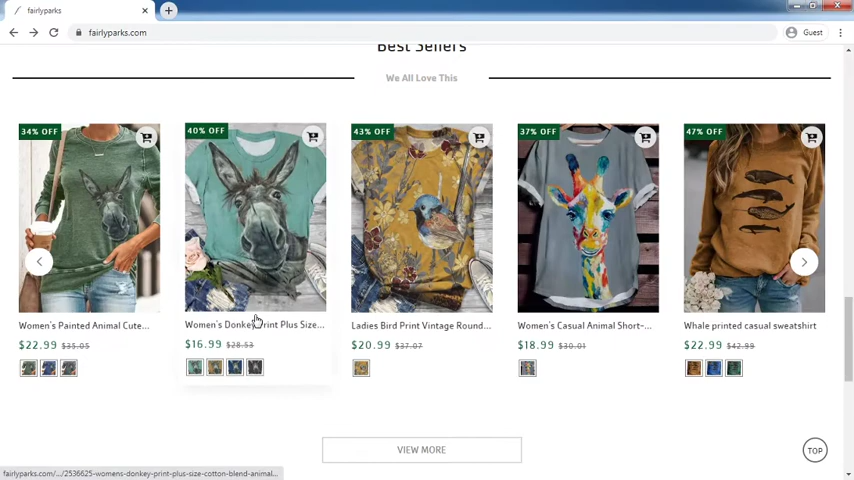 fairlyparks
fairlyparks.com
Guest
Best Sellers
We All Love This
34% OFF
40% OFF
43% OFF
37% OFF
47% OFF
Women's Painted Animal Cute...
Women's Donkey Print Plus Size...
Ladies Bird Print Vintage Round...
Women's Casual Animal Short-...
Whale printed casual sweatshirt
$22.99 $35.05
$16.99 $28.53
$20.99 $37.07
$18.99 $30.01
$22.99 $42.99
VIEW MORE
TOP
fairlyparks.com/.../2536625-womens-donkey-print-plus-size-cotton-blend-animal...